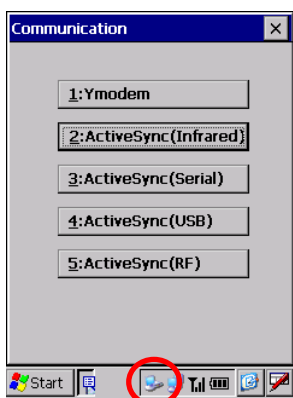 Communication
1:Ymodem
2:ActiveSync(Infrared)
3:ActiveSync(Serial)
4:ActiveSync(USB)
5:ActiveSync(RF)
Start